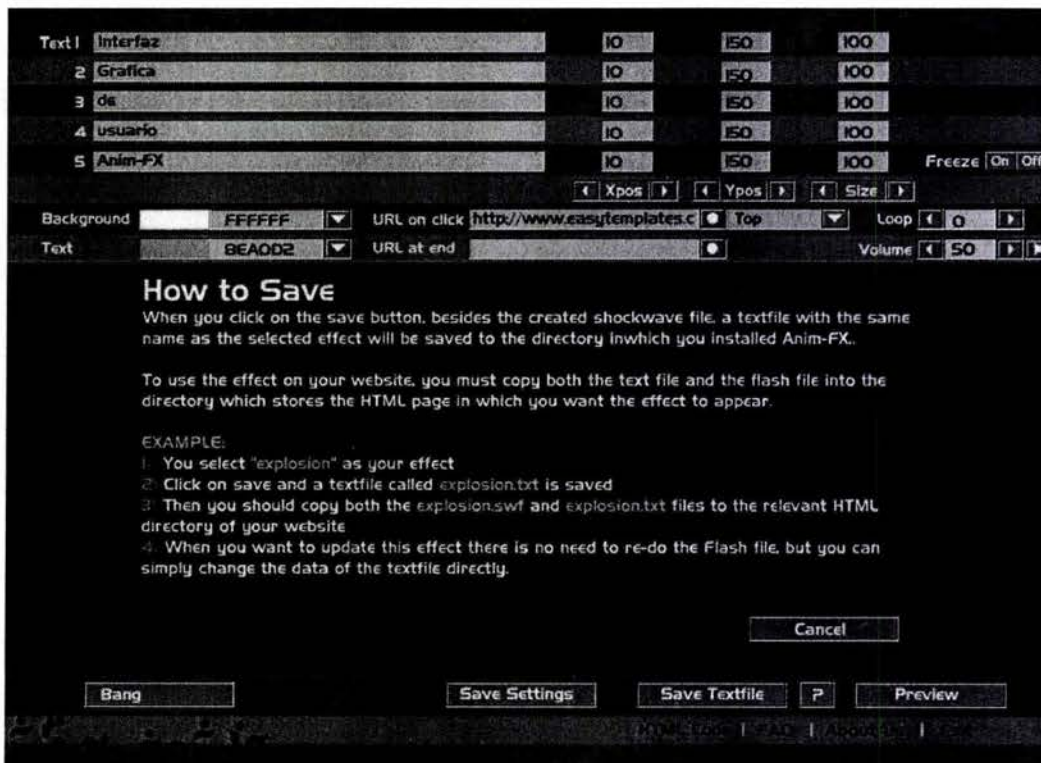 Text 1 Interfaz 10 150 100
2 Grafica 10 150 100
3 de 10 150 100
4 usuario 10 150 100
5 Anim-FX 10 150 100 Freeze On Off
Xpos Ypos Size
Background FFFFFF URL on click http://www.easytemplates.c Top Loop 0
Text 8EA0D2 URL at end Volume 50
How to Save
When you click on the save button, besides the created shockwave file, a textfile with the same
name as the selected effect will be saved to the directory inwhich you installed Anim-FX..
To use the effect on your website, you must copy both the text file and the flash file into the
directory which stores the HTML page in which you want the effect to appear.
EXAMPLE:
1. You select "explosion" as your effect
2. Click on save and a textfile called explosion.txt is saved
3. Then you should copy both the explosion.swf and explosion.txt files to the relevant HTML
directory of your website
4. When you want to update this effect there is no need to re-do the Flash file, but you can
simply change the data of the textfile directly.
Cancel
Bang Save Settings Save Textfile ? Preview
HTML Code | FAQ | About |